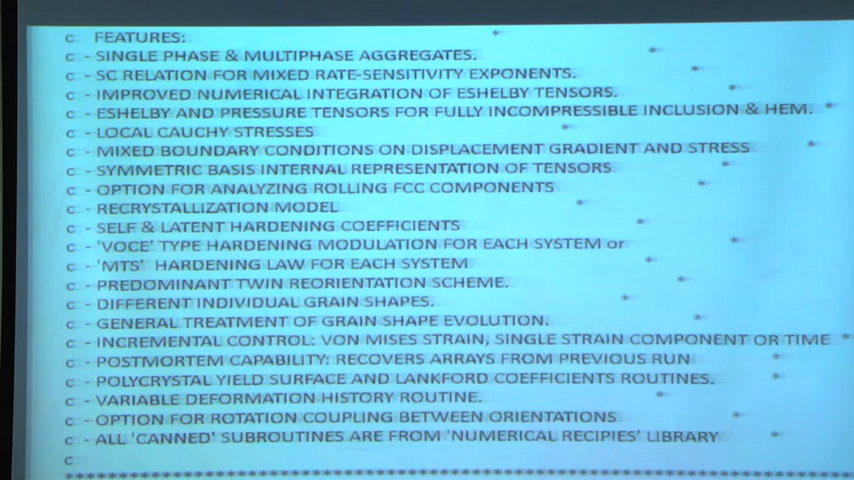 c FEATURES: *
c - SINGLE PHASE & MULTIPHASE AGGREGATES. *
c - SC RELATION FOR MIXED RATE-SENSITIVITY EXPONENTS. *
c - IMPROVED NUMERICAL INTEGRATION OF ESHELBY TENSORS. *
c - ESHELBY AND PRESSURE TENSORS FOR FULLY INCOMPRESSIBLE INCLUSION & HEM. *
c - LOCAL CAUCHY STRESSES *
c - MIXED BOUNDARY CONDITIONS ON DISPLACEMENT GRADIENT AND STRESS *
c - SYMMETRIC BASIS INTERNAL REPRESENTATION OF TENSORS *
c - OPTION FOR ANALYZING ROLLING FCC COMPONENTS *
c - RECRYSTALLIZATION MODEL *
c - SELF & LATENT HARDENING COEFFICIENTS *
c - 'VOCE' TYPE HARDENING MODULATION FOR EACH SYSTEM or *
c - 'MTS' HARDENING LAW FOR EACH SYSTEM *
c - PREDOMINANT TWIN REORIENTATION SCHEME. *
c - DIFFERENT INDIVIDUAL GRAIN SHAPES. *
c - GENERAL TREATMENT OF GRAIN SHAPE EVOLUTION. *
c - INCREMENTAL CONTROL: VON MISES STRAIN, SINGLE STRAIN COMPONENT OR TIME *
c - POSTMORTEM CAPABILITY: RECOVERS ARRAYS FROM PREVIOUS RUN *
c - POLYCRYSTAL YIELD SURFACE AND LANKFORD COEFFICIENTS ROUTINES. *
c - VARIABLE DEFORMATION HISTORY ROUTINE. *
c - OPTION FOR ROTATION COUPLING BETWEEN ORIENTATIONS *
c - ALL 'CANNED' SUBROUTINES ARE FROM 'NUMERICAL RECIPIES' LIBRARY *
c